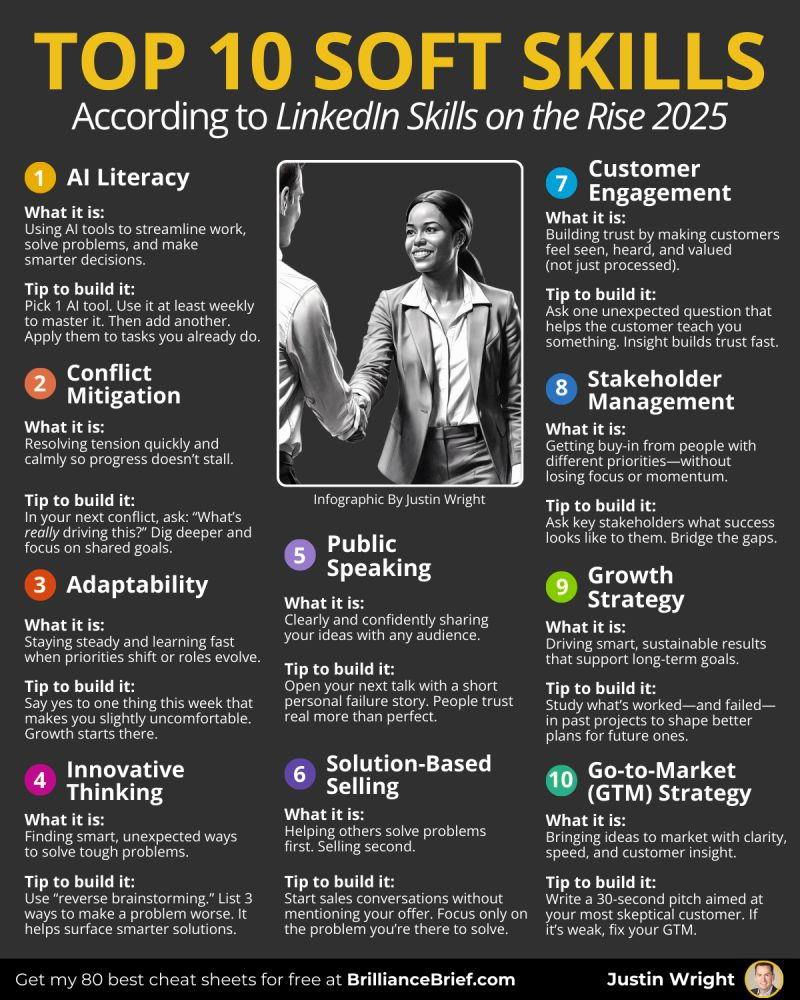 TOP 10 SOFT SKILLS
According to LinkedIn Skills on the Rise 2025
1 AI Literacy
What it is:
Using AI tools to streamline work,
solve problems, and make
smarter decisions.
Tip to build it:
Pick 1 AI tool. Use it at least weekly
to master it. Then add another.
Apply them to tasks you already do.
2 Conflict
Mitigation
What it is:
Resolving tension quickly and
calmly so progress doesn’t stall.
Tip to build it:
In your next conflict, ask: “What’s
really driving this?” Dig deeper and
focus on shared goals.
3 Adaptability
What it is:
Staying steady and learning fast
when priorities shift or roles evolve.
Tip to build it:
Say yes to one thing this week that
makes you slightly uncomfortable.
Growth starts there.
4 Innovative
Thinking
What it is:
Finding smart, unexpected ways
to solve tough problems.
Tip to build it:
Use “reverse brainstorming.” List 3
ways to make a problem worse. It
helps surface smarter solutions.
Infographic By Justin Wright
5 Public
Speaking
What it is:
Clearly and confidently sharing
your ideas with any audience.
Tip to build it:
Open your next talk with a short
personal failure story. People trust
real more than perfect.
6 Solution-Based
Selling
What it is:
Helping others solve problems
first. Selling second.
Tip to build it:
Start sales conversations without
mentioning your offer. Focus only on
the problem you’re there to solve.
7 Customer
Engagement
What it is:
Building trust by making customers
feel seen, heard, and valued
(not just processed).
Tip to build it:
Ask one unexpected question that
helps the customer teach you
something. Insight builds trust fast.
8 Stakeholder
Management
What it is:
Getting buy-in from people with
different priorities—without
losing focus or momentum.
Tip to build it:
Ask key stakeholders what success
looks like to them. Bridge the gaps.
9 Growth
Strategy
What it is:
Driving smart, sustainable results
that support long-term goals.
Tip to build it:
Study what’s worked—and failed—
in past projects to shape better
plans for future ones.
10 Go-to-Market
(GTM) Strategy
What it is:
Bringing ideas to market with clarity,
speed, and customer insight.
Tip to build it:
Write a 30-second pitch aimed at
your most skeptical customer. If
it’s weak, fix your GTM.
Get my 80 best cheat sheets for free at BrillianceBrief.com
Justin Wright